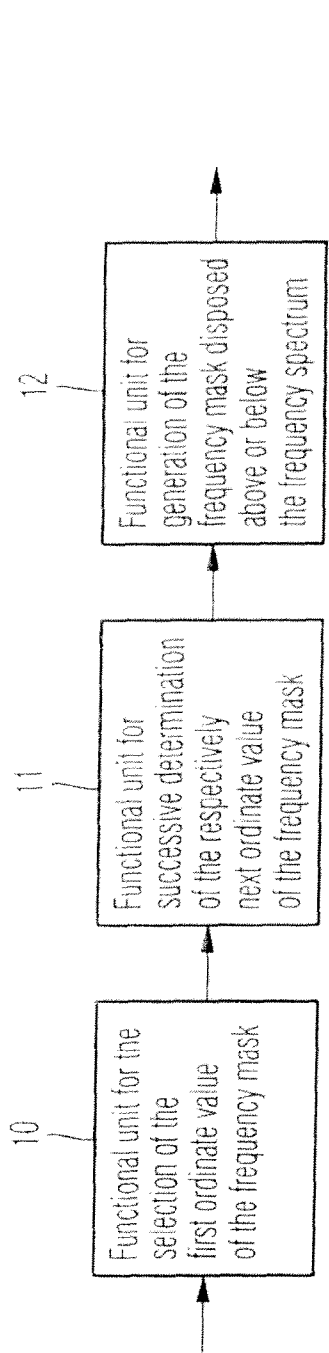 10
Functional unit for the
selection of the
first ordinate value
of the frequency mask
11
Functional unit for
successive determination
of the respectively
next ordinate value
of the frequency mask
12
Functional unit for
generation of the
frequency mask disposed
above or below
the frequency spectrum